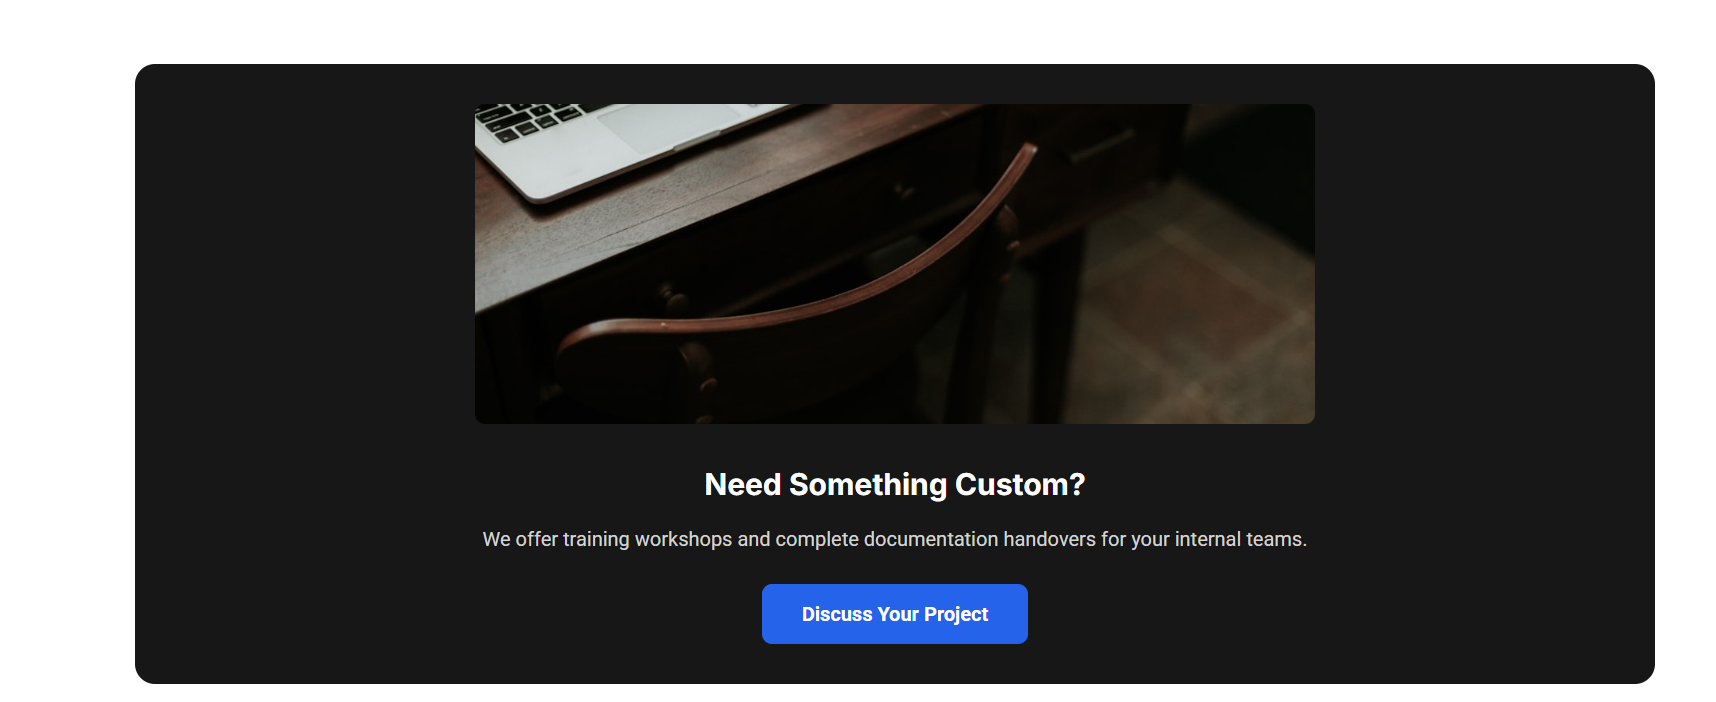 Need Something Custom?
We offer training workshops and complete documentation handovers for your internal teams.
Discuss Your Project